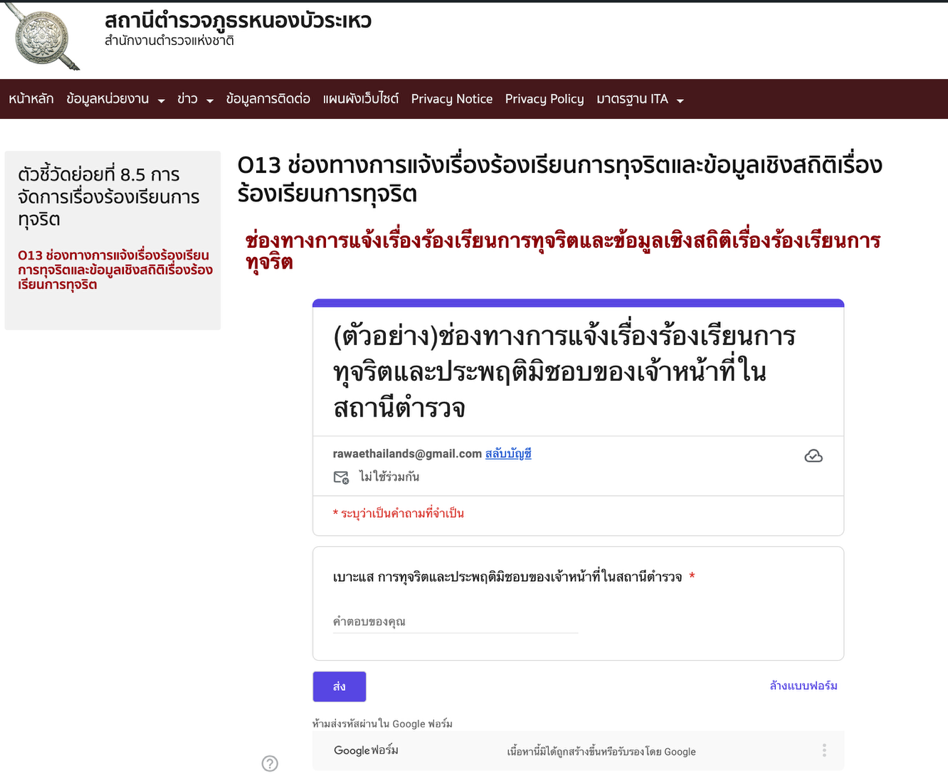 สถานีตำรวจภูธรหนองบัวระเหว
สำนักงานตำรวจแห่งชาติ
หน้าหลัก ข้อมูลหน่วยงาน ข่าว ข้อมูลการติดต่อ แผนผังเว็บไซต์ Privacy Notice Privacy Policy มาตรฐาน ITA
ตัวชี้วัดย่อยที่ 8.5 การ
จัดการเรื่องร้องเรียนการ
ทุจริต
O13 ช่องทางการแจ้งเรื่องร้องเรียน
การทุจริตและข้อมูลเชิงสถิติเรื่องร้อง
เรียนการทุจริต
O13 ช่องทางการแจ้งเรื่องร้องเรียนการทุจริตและข้อมูลเชิงสถิติเรื่อง
ร้องเรียนการทุจริต
ช่องทางการแจ้งเรื่องร้องเรียนการทุจริตและข้อมูลเชิงสถิติเรื่องร้องเรียนการ
ทุจริต
(ตัวอย่าง)ช่องทางการแจ้งเรื่องร้องเรียนการ
ทุจริตและประพฤติมิชอบของเจ้าหน้าที่ใน
สถานีตำรวจ
rawaethailands@gmail.com สลับบัญชี
ไม่ใช้ร่วมกัน
* ระบุว่าเป็นคำถามที่จำเป็น
เบาะแส การทุจริตและประพฤติมิชอบของเจ้าหน้าที่ในสถานีตำรวจ *
คำตอบของคุณ
ส่ง
ล้างแบบฟอร์ม
ห้ามส่งรหัสผ่านใน Google ฟอร์ม
Google ฟอร์ม
เนื้อหานี้มิได้ถูกสร้างขึ้นหรือรับรองโดย Google